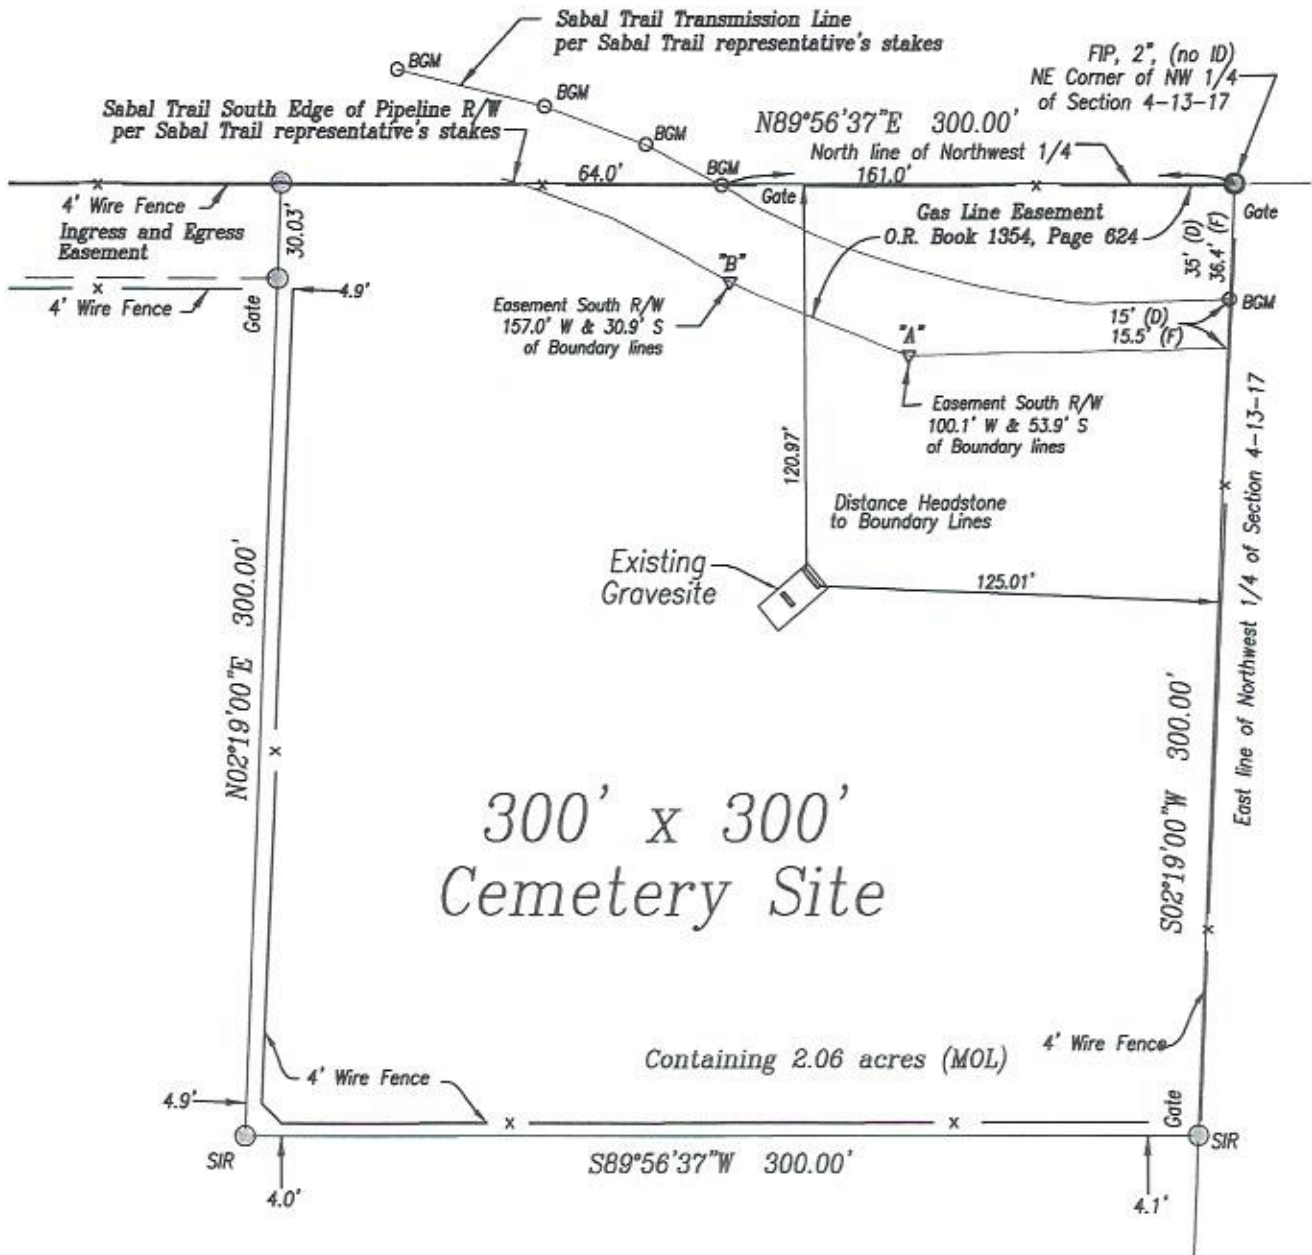 Sabal Trail Transmission Line
per Sabal Trail representative's stakes
FIP, 2", (no ID)
NE Corner of NW 1/4
of Section 4-13-17
BGM
BGM
BGM
BGM
Sabal Trail South Edge of Pipeline R/W
per Sabal Trail representative's stakes
N89°56'37"E 300.00'
North line of Northwest 1/4
64.0'
161.0'
Gate
Gate
4' Wire Fence
Ingress and Egress
Easement
30.03'
Gas Line Easement
O.R. Book 1354, Page 624
35' (D)
36.4' (F)
4' Wire Fence
Gate
4.9'
"B"
Easement South R/W
157.0' W & 30.9' S
of Boundary lines
"A"
BGM
15' (D)
15.5' (F)
Easement South R/W
100.1' W & 53.9' S
of Boundary lines
120.97'
Distance Headstone
to Boundary Lines
Existing
Gravesite
125.01'
East line of Northwest 1/4 of Section 4-13-17
N02°19'00"E 300.00'
S02°19'00"W 300.00'
300' x 300'
Cemetery Site
Containing 2.06 acres (MOL)
4' Wire Fence
4' Wire Fence
4.9'
Gate
SIR
SIR
S89°56'37"W 300.00'
4.0'
4.1'